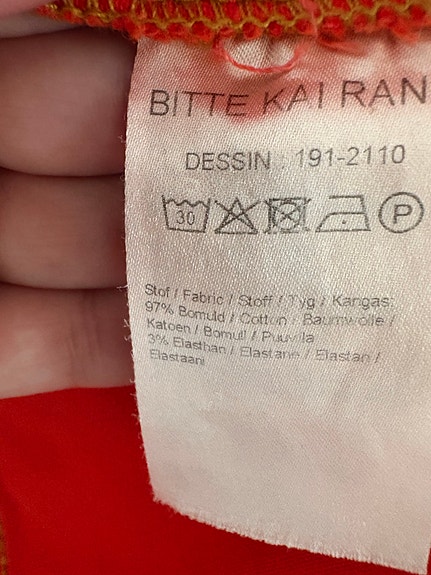 BITTE KAI RAN
DESSIN : 191-2110
30 P
Stof / Fabric / Stoff / Tyg / Kangas:
97% Bomuld / Cotton / Baumwolle /
Katoen / Bomull / Puuvilla
3% Elasthan / Elastane / Elastan /
Elastaani